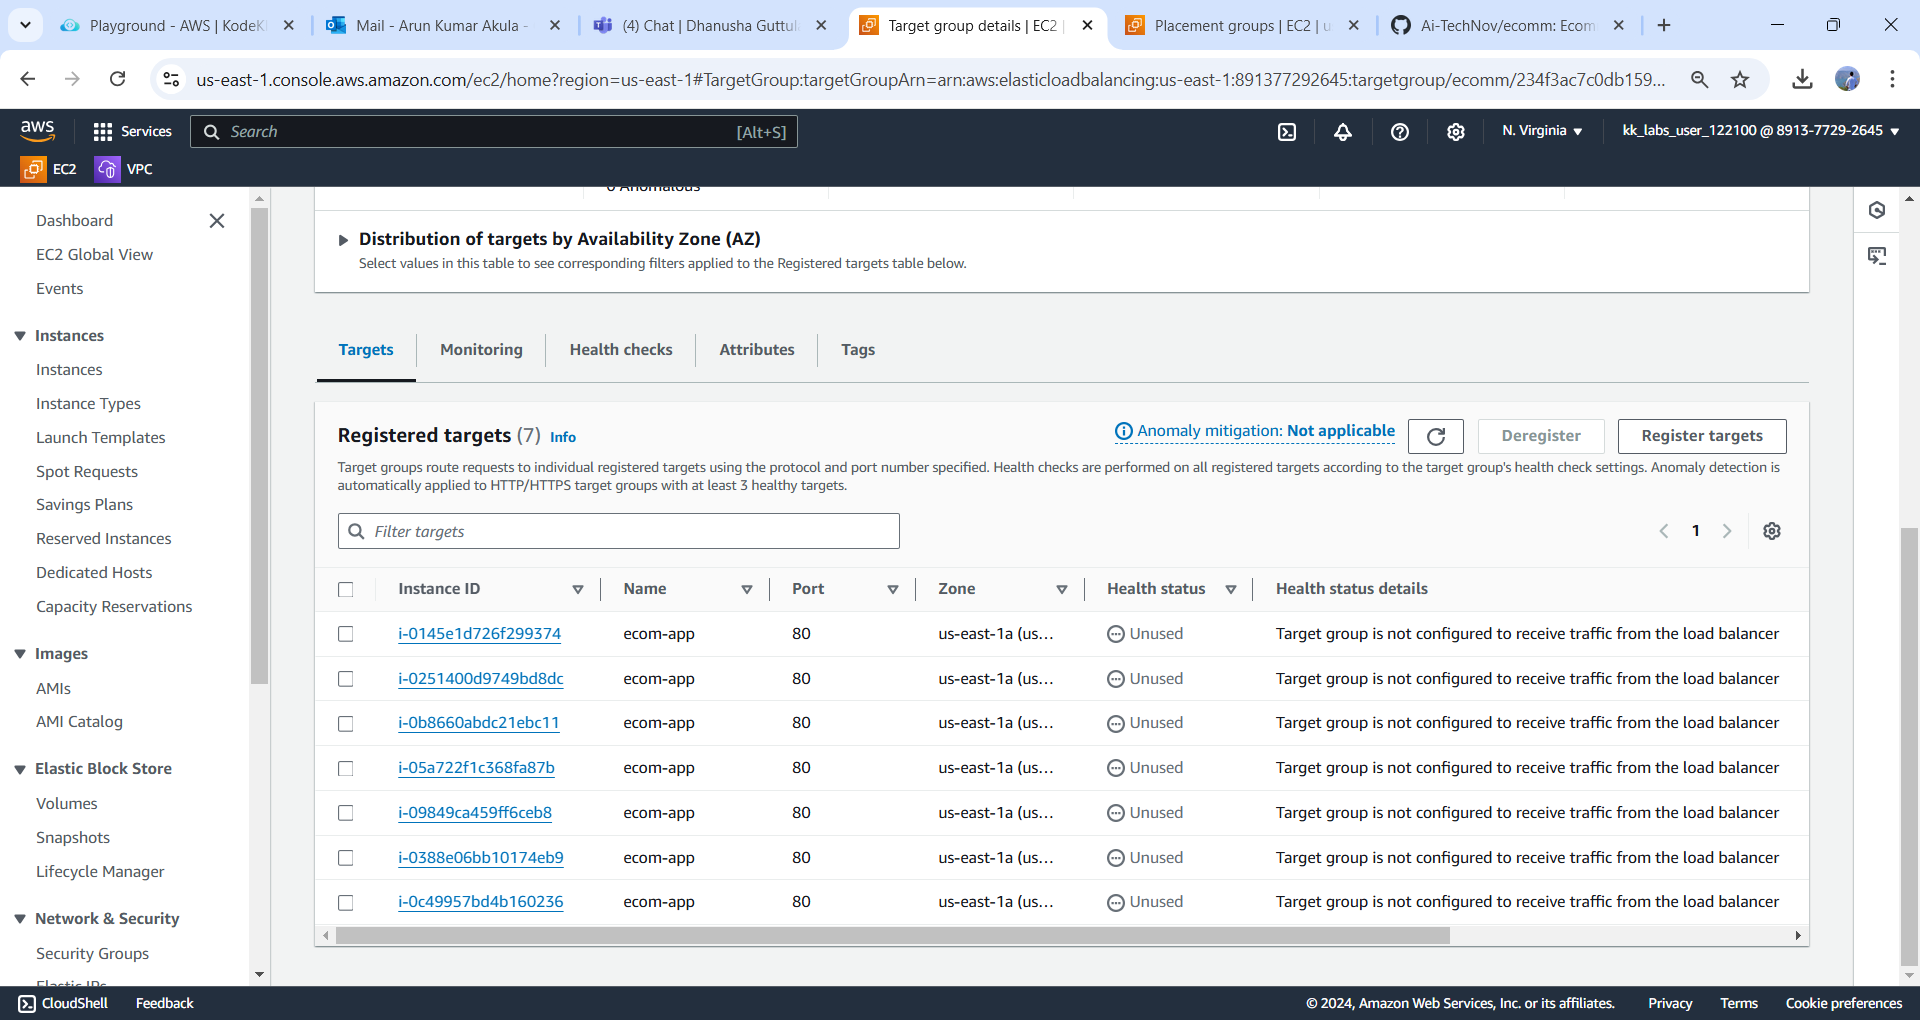 Playground - AWS | KodeK
Mail - Arun Kumar Akula -
(4) Chat | Dhanusha Guttul
Target group details | EC2 |
Placement groups | EC2 | u
Ai-TechNov/ecomm: Ecom
us-east-1.console.aws.amazon.com/ec2/home?region=us-east-1#TargetGroup:targetGroupArn=arn:aws:elasticloadbalancing:us-east-1:891377292645:targetgroup/ecomm/234f3ac7c0db159...
aws
Services
Search
[Alt+S]
N. Virginia
kk_labs_user_122100 @ 8913-7729-2645
EC2
VPC
Dashboard
EC2 Global View
Events
Instances
Instances
Instance Types
Launch Templates
Spot Requests
Savings Plans
Reserved Instances
Dedicated Hosts
Capacity Reservations
Images
AMIs
AMI Catalog
Elastic Block Store
Volumes
Snapshots
Lifecycle Manager
Network & Security
Security Groups
Elastic IPs
0 Anomalous
Distribution of targets by Availability Zone (AZ)
Select values in this table to see corresponding filters applied to the Registered targets table below.
Targets
Monitoring
Health checks
Attributes
Tags
Registered targets (7) Info
Anomaly mitigation: Not applicable
Deregister
Register targets
Target groups route requests to individual registered targets using the protocol and port number specified. Health checks are performed on all registered targets according to the target group's health check settings. Anomaly detection is
automatically applied to HTTP/HTTPS target groups with at least 3 healthy targets.
Filter targets
1
Instance ID Name Port Zone Health status Health status details
i-0145e1d726f299374 ecom-app 80 us-east-1a (us... Unused Target group is not configured to receive traffic from the load balancer
i-0251400d9749bd8dc ecom-app 80 us-east-1a (us... Unused Target group is not configured to receive traffic from the load balancer
i-0b8660abdc21ebc11 ecom-app 80 us-east-1a (us... Unused Target group is not configured to receive traffic from the load balancer
i-05a722f1c368fa87b ecom-app 80 us-east-1a (us... Unused Target group is not configured to receive traffic from the load balancer
i-09849ca459ff6ceb8 ecom-app 80 us-east-1a (us... Unused Target group is not configured to receive traffic from the load balancer
i-0388e06bb10174eb9 ecom-app 80 us-east-1a (us... Unused Target group is not configured to receive traffic from the load balancer
i-0c49957bd4b160236 ecom-app 80 us-east-1a (us... Unused Target group is not configured to receive traffic from the load balancer
CloudShell
Feedback
© 2024, Amazon Web Services, Inc. or its affiliates.
Privacy
Terms
Cookie preferences